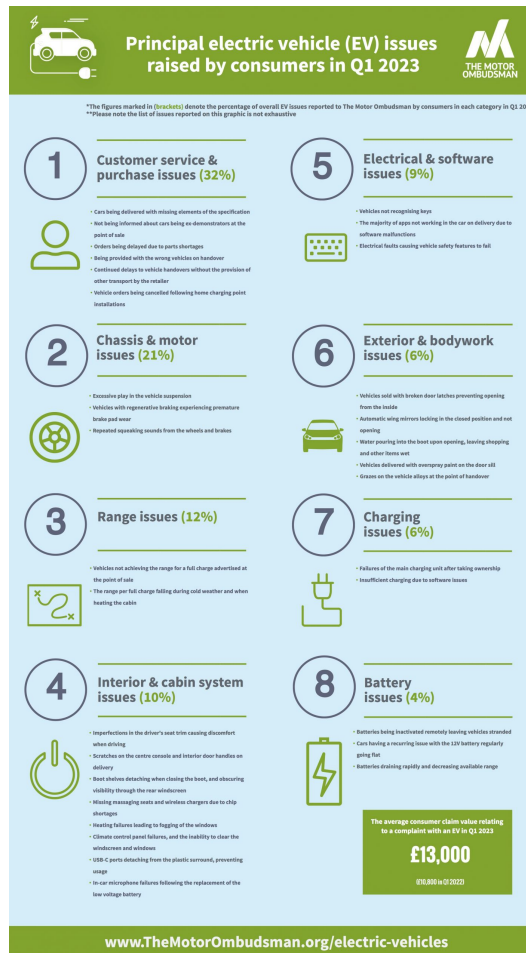 Principal electric vehicle (EV) issues
raised by consumers in Q1 2023
THE MOTOR
OMBUDSMAN
*The figures marked in (brackets) denote the percentage of overall EV issues reported to The Motor Ombudsman by consumers in each category in Q1 20
**Please note the list of issues reported on this graphic is not exhaustive
1
Customer service &
purchase issues (32%)
• Cars being delivered with missing elements of the specification
• Not being informed about cars being ex-demonstrators at the
point of sale
• Orders being delayed due to parts shortages
• Being provided with the wrong vehicles on handover
• Continued delays to vehicle handovers without the provision of
other transport by the retailer
• Vehicle orders being cancelled following home charging point
installations
2
Chassis & motor
issues (21%)
• Excessive play in the vehicle suspension
• Vehicles with regenerative braking experiencing premature
brake pad wear
• Repeated squeaking sounds from the wheels and brakes
3
Range issues (12%)
• Vehicles not achieving the range for a full charge advertised at
the point of sale
• The range per full charge falling during cold weather and when
heating the cabin
4
Interior & cabin system
issues (10%)
• Imperfections in the driver's seat trim causing discomfort
when driving
• Scratches on the centre console and interior door handles on
delivery
• Boot shelves detaching when closing the boot, and obscuring
visibility through the rear windscreen
• Missing massaging seats and wireless chargers due to chip
shortages
• Heating failures leading to fogging of the windows
• Climate control panel failures, and the inability to clear the
windscreen and windows
• USB-C ports detaching from the plastic surround, preventing
usage
• In-car microphone failures following the replacement of the
low voltage battery
5
Electrical & software
issues (9%)
• Vehicles not recognising keys
• The majority of apps not working in the car on delivery due to
software malfunctions
• Electrical faults causing vehicle safety features to fail
6
Exterior & bodywork
issues (6%)
• Vehicles sold with broken door latches preventing opening
from the inside
• Automatic wing mirrors locking in the closed position and not
opening
• Water pouring into the boot upon opening, leaving shopping
and other items wet
• Vehicles delivered with overspray paint on the door sill
• Grazes on the vehicle alloys at the point of handover
7
Charging
issues (6%)
• Failures of the main charging unit after taking ownership
• Insufficient charging due to software issues
8
Battery
issues (4%)
• Batteries being inactivated remotely leaving vehicles stranded
• Cars having a recurring issue with the 12V battery regularly
going flat
• Batteries draining rapidly and decreasing available range
The average consumer claim value relating
to a complaint with an EV in Q1 2023
£13,000
(£10,800 in Q1 2022)
www.TheMotorOmbudsman.org/electric-vehicles